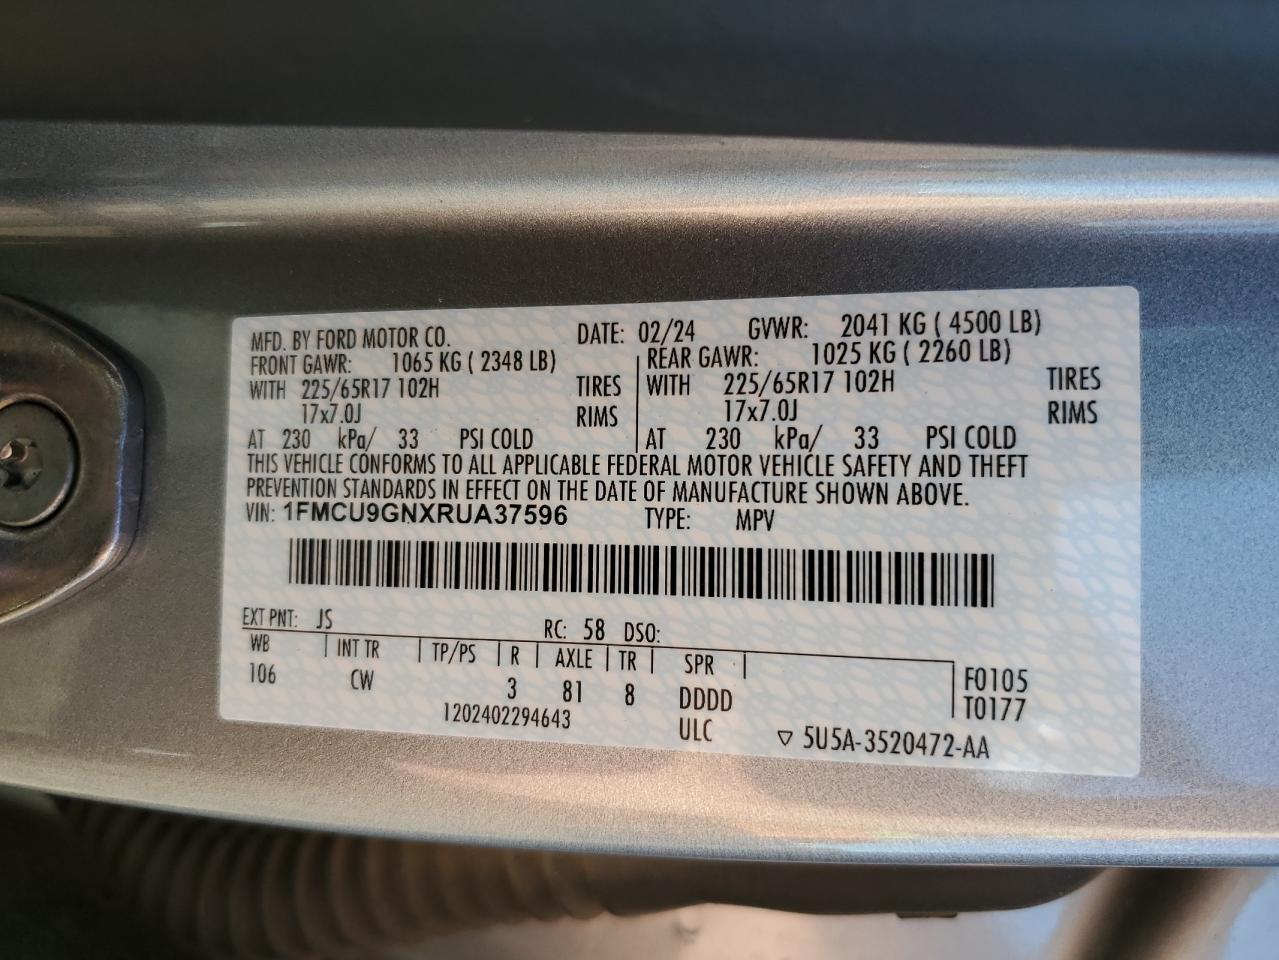 MFD. BY FORD MOTOR CO. DATE: 02/24 GVWR: 2041 KG ( 4500 LB)
FRONT GAWR: 1065 KG ( 2348 LB) REAR GAWR: 1025 KG ( 2260 LB)
WITH 225/65R17 102H TIRES WITH 225/65R17 102H TIRES
17x7.0J RIMS 17x7.0J RIMS
AT 230 kPa/ 33 PSI COLD AT 230 kPa/ 33 PSI COLD
THIS VEHICLE CONFORMS TO ALL APPLICABLE FEDERAL MOTOR VEHICLE SAFETY AND THEFT
PREVENTION STANDARDS IN EFFECT ON THE DATE OF MANUFACTURE SHOWN ABOVE.
VIN: 1FMCU9GNXRUA37596 TYPE: MPV
EXT PNT: JS RC: 58 DSO:
WB INT TR TP/PS R AXLE TR SPR F0105
106 CW 3 81 8 DDDD T0177
1202402294643 ULC ▽ 5U5A-3520472-AA